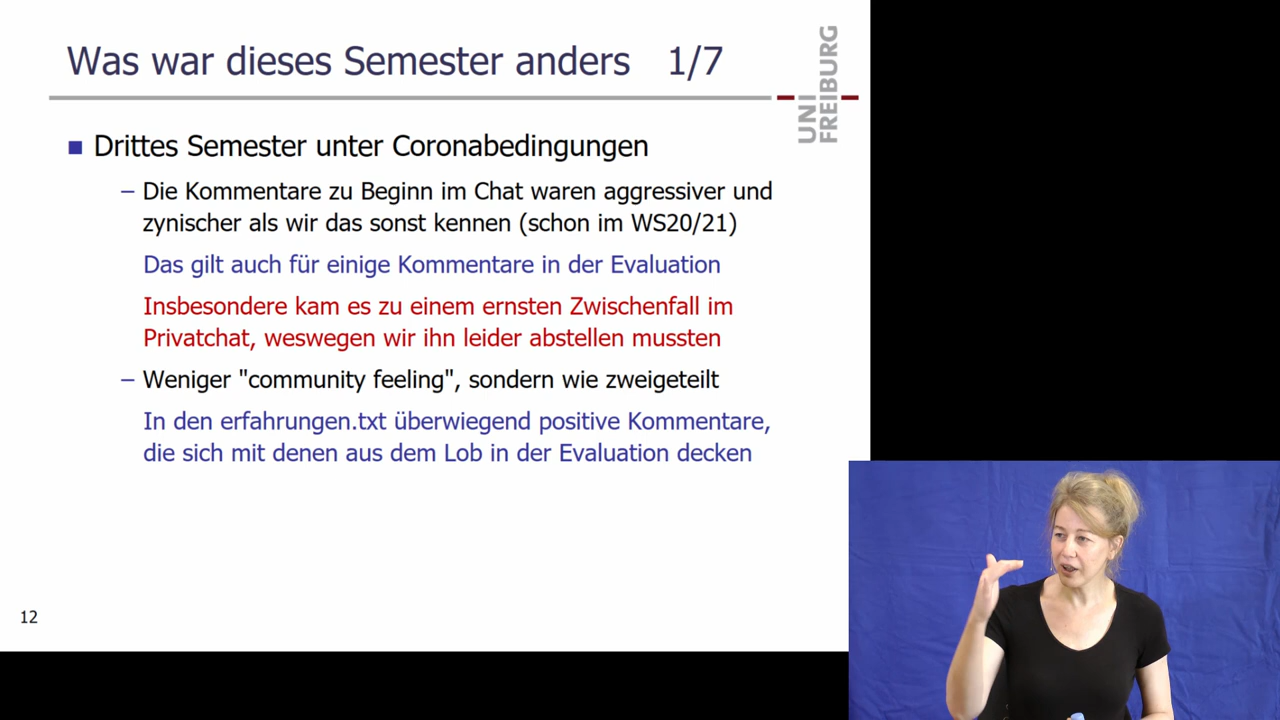 Was war dieses Semester anders 1/7
UNI
FREIBURG
■ Drittes Semester unter Coronabedingungen
– Die Kommentare zu Beginn im Chat waren aggressiver und
zynischer als wir das sonst kennen (schon im WS20/21)
Das gilt auch für einige Kommentare in der Evaluation
Insbesondere kam es zu einem ernsten Zwischenfall im
Privatchat, weswegen wir ihn leider abstellen mussten
– Weniger "community feeling", sondern wie zweigeteilt
In den erfahrungen.txt überwiegend positive Kommentare,
die sich mit denen aus dem Lob in der Evaluation decken
12